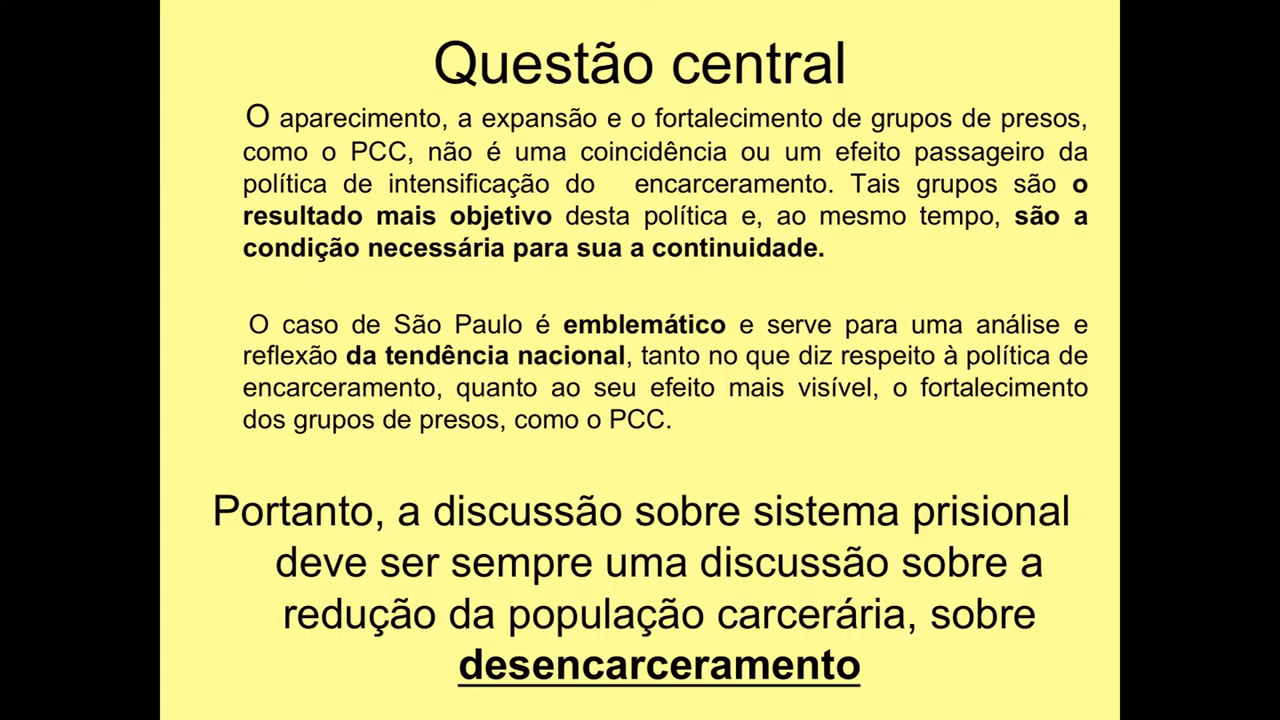 Questão central
O aparecimento, a expansão e o fortalecimento de grupos de presos,
como o PCC, não é uma coincidência ou um efeito passageiro da
política de intensificação do encarceramento. Tais grupos são o
resultado mais objetivo desta política e, ao mesmo tempo, são a
condição necessária para sua a continuidade.
O caso de São Paulo é emblemático e serve para uma análise e
reflexão da tendência nacional, tanto no que diz respeito à política de
encarceramento, quanto ao seu efeito mais visível, o fortalecimento
dos grupos de presos, como o PCC.
Portanto, a discussão sobre sistema prisional
deve ser sempre uma discussão sobre a
redução da população carcerária, sobre
desencarceramento